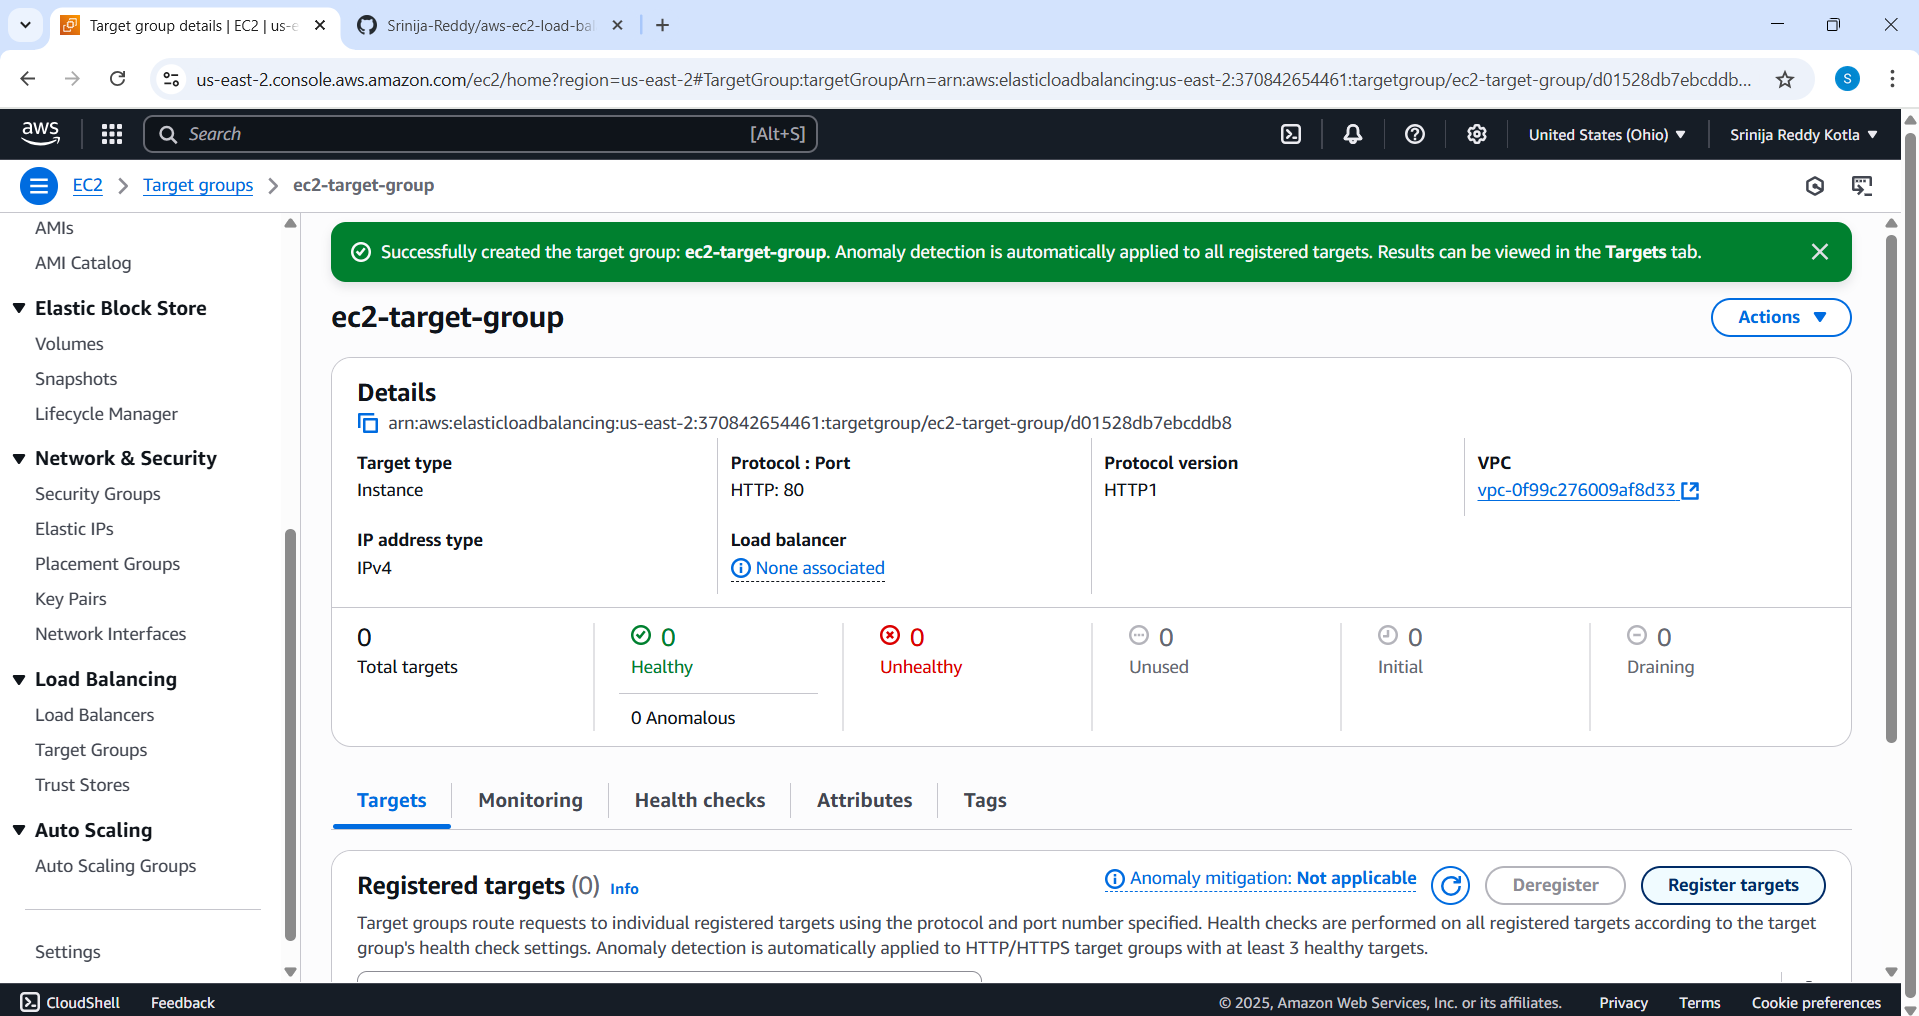 Target group details | EC2 | us-e
Srinija-Reddy/aws-ec2-load-bal
us-east-2.console.aws.amazon.com/ec2/home?region=us-east-2#TargetGroup:targetGroupArn=arn:aws:elasticloadbalancing:us-east-2:370842654461:targetgroup/ec2-target-group/d01528db7ebcddb...
S
aws
Search
[Alt+S]
United States (Ohio)
Srinija Reddy Kotla
EC2
Target groups
ec2-target-group
AMIs
AMI Catalog
Elastic Block Store
Volumes
Snapshots
Lifecycle Manager
Network & Security
Security Groups
Elastic IPs
Placement Groups
Key Pairs
Network Interfaces
Load Balancing
Load Balancers
Target Groups
Trust Stores
Auto Scaling
Auto Scaling Groups
Settings
Successfully created the target group: ec2-target-group. Anomaly detection is automatically applied to all registered targets. Results can be viewed in the Targets tab.
ec2-target-group
Actions
Details
arn:aws:elasticloadbalancing:us-east-2:370842654461:targetgroup/ec2-target-group/d01528db7ebcddb8
Target type
Instance
Protocol : Port
HTTP: 80
Protocol version
HTTP1
VPC
vpc-0f99c276009af8d33
IP address type
IPv4
Load balancer
None associated
0
Total targets
0
Healthy
0 Anomalous
0
Unhealthy
0
Unused
0
Initial
0
Draining
Targets
Monitoring
Health checks
Attributes
Tags
Registered targets (0) Info
Anomaly mitigation: Not applicable
Deregister
Register targets
Target groups route requests to individual registered targets using the protocol and port number specified. Health checks are performed on all registered targets according to the target
group's health check settings. Anomaly detection is automatically applied to HTTP/HTTPS target groups with at least 3 healthy targets.
CloudShell
Feedback
© 2025, Amazon Web Services, Inc. or its affiliates.
Privacy
Terms
Cookie preferences